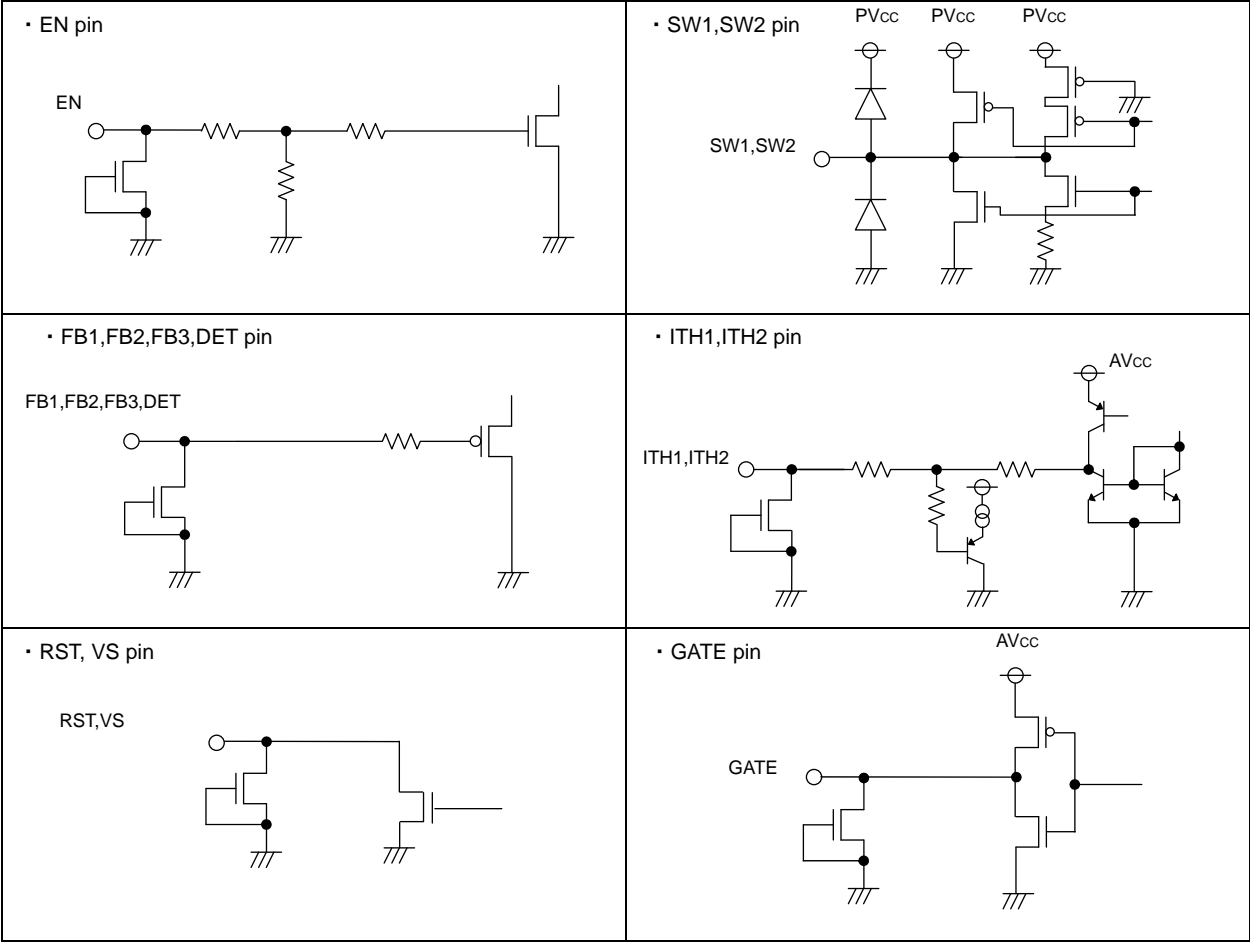 ・EN pin
EN
・SW1,SW2 pin
PVCC PVCC PVCC
SW1,SW2
・FB1,FB2,FB3,DET pin
FB1,FB2,FB3,DET
・ITH1,ITH2 pin
AVCC
ITH1,ITH2
・RST, VS pin
RST,VS
・GATE pin
AVCC
GATE